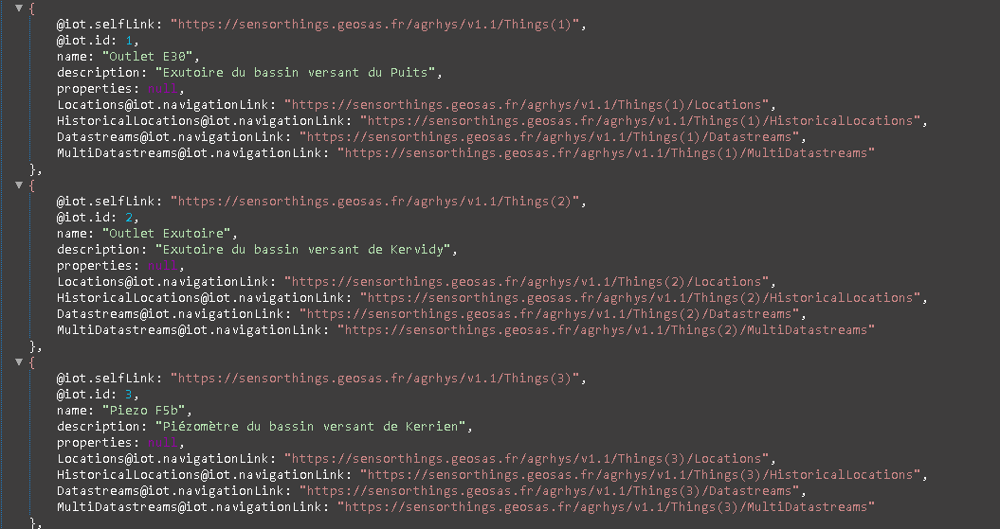 {
@iot.selfLink: "https://sensorthings.geosas.fr/agrhys/v1.1/Things(1)",
@iot.id: 1,
name: "Outlet E30",
description: "Exutoire du bassin versant du Puits",
properties: ,
Locations@iot.navigationLink: "https://sensorthings.geosas.fr/agrhys/v1.1/Things(1)/Locations",
HistoricalLocations@iot.navigationLink: "https://sensorthings.geosas.fr/agrhys/v1.1/Things(1)/HistoricalLocations",
Datastreams@iot.navigationLink: "https://sensorthings.geosas.fr/agrhys/v1.1/Things(1)/Datastreams",
MultiDatastreams@iot.navigationLink: "https://sensorthings.geosas.fr/agrhys/v1.1/Things(1)/MultiDatastreams"
},
{
@iot.selfLink: "https://sensorthings.geosas.fr/agrhys/v1.1/Things(2)",
@iot.id: 2,
name: "Outlet Exutoire",
description: "Exutoire du bassin versant de Kervidy",
properties: ,
Locations@iot.navigationLink: "https://sensorthings.geosas.fr/agrhys/v1.1/Things(2)/Locations",
HistoricalLocations@iot.navigationLink: "https://sensorthings.geosas.fr/agrhys/v1.1/Things(2)/HistoricalLocations",
Datastreams@iot.navigationLink: "https://sensorthings.geosas.fr/agrhys/v1.1/Things(2)/Datastreams",
MultiDatastreams@iot.navigationLink: "https://sensorthings.geosas.fr/agrhys/v1.1/Things(2)/MultiDatastreams"
},
{
@iot.selfLink: "https://sensorthings.geosas.fr/agrhys/v1.1/Things(3)",
@iot.id: 3,
name: "Piezo F5b",
description: "Piézomètre du bassin versant de Kerrien",
properties: ,
Locations@iot.navigationLink: "https://sensorthings.geosas.fr/agrhys/v1.1/Things(3)/Locations",
HistoricalLocations@iot.navigationLink: "https://sensorthings.geosas.fr/agrhys/v1.1/Things(3)/HistoricalLocations",
Datastreams@iot.navigationLink: "https://sensorthings.geosas.fr/agrhys/v1.1/Things(3)/Datastreams",
MultiDatastreams@iot.navigationLink: "https://sensorthings.geosas.fr/agrhys/v1.1/Things(3)/MultiDatastreams"
},